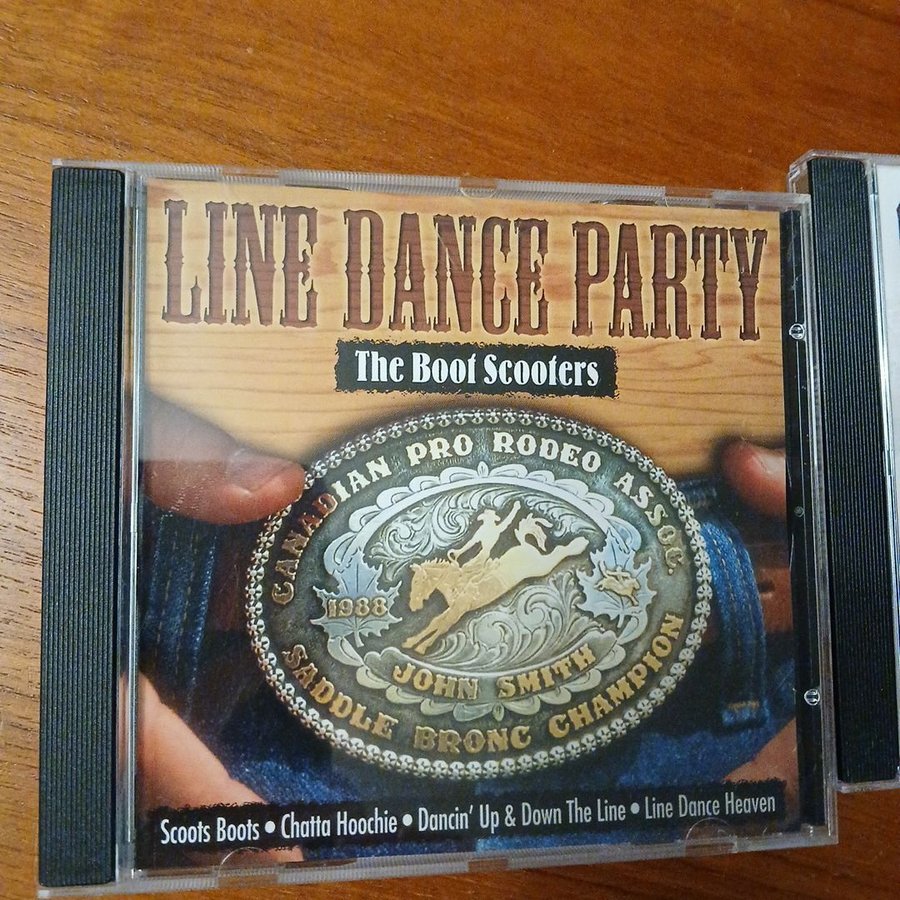 LINE DANCE PARTY
The Boot Scooters
CANADIAN PRO RODEO ASSOC
1988
JOHN SMITH
SADDLE BRONC CHAMPION
Scoots Boots • Chatta Hoochie • Dancin' Up & Down The Line • Line Dance Heaven